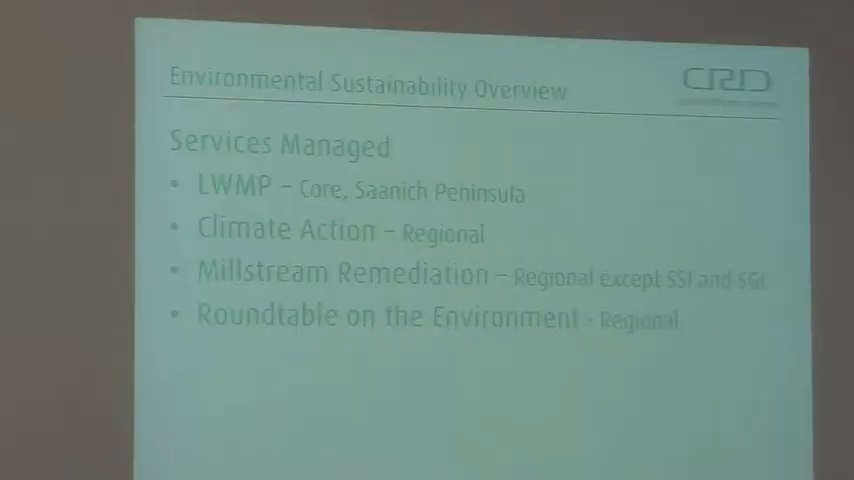 Environmental Sustainability Overview
CRD
Services Managed
• LWMP – Core, Saanich Peninsula
• Climate Action – Regional
• Millstream Remediation – Regional except SSI and SGI
• Roundtable on the Environment - Regional